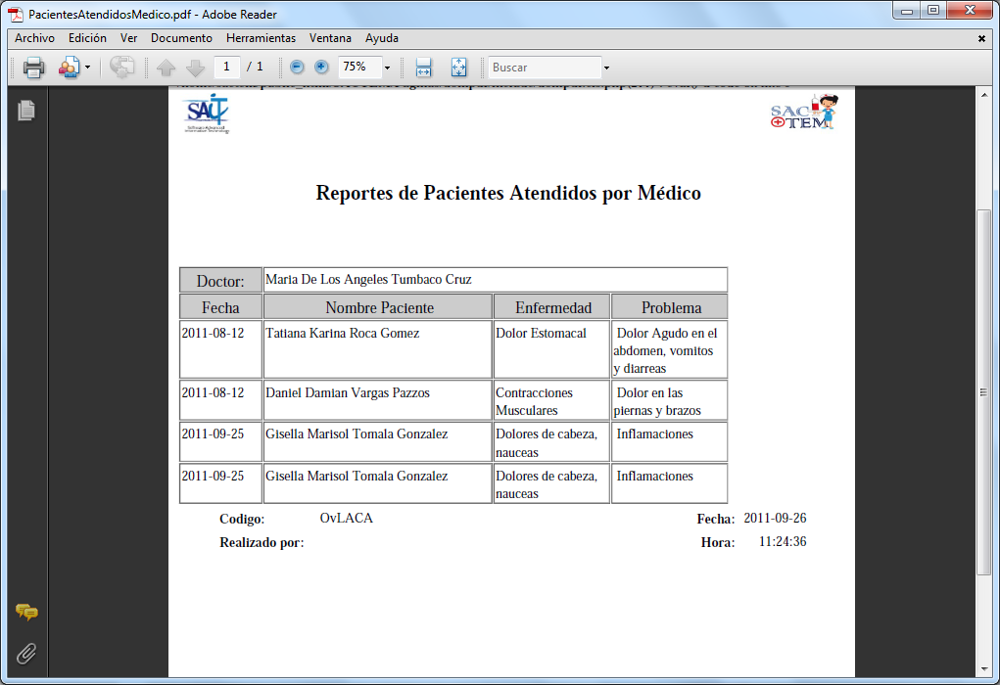 PacientesAtendidosMedico.pdf - Adobe Reader
Archivo Edición Ver Documento Herramientas Ventana Ayuda
1 / 1 75% Buscar
SACIT
SAC
TEM
Reportes de Pacientes Atendidos por Médico
Doctor: Maria De Los Angeles Tumbaco Cruz
Fecha Nombre Paciente Enfermedad Problema
2011-08-12 Tatiana Karina Roca Gomez Dolor Estomacal Dolor Agudo en el
abdomen, vomitos
y diarreas
2011-08-12 Daniel Damian Vargas Pazzos Contracciones Dolor en las
Musculares piernas y brazos
2011-09-25 Gisella Marisol Tomala Gonzalez Dolores de cabeza, Inflamaciones
nauceas
2011-09-25 Gisella Marisol Tomala Gonzalez Dolores de cabeza, Inflamaciones
nauceas
Codigo: OvLACA Fecha: 2011-09-26
Realizado por: Hora: 11:24:36